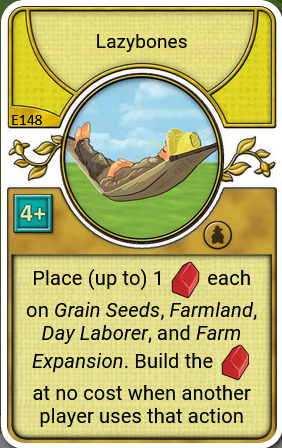 Lazybones
E148
4+
Place (up to) 1 each
on Grain Seeds, Farmland,
Day Laborer, and Farm
Expansion. Build the
at no cost when another
player uses that action